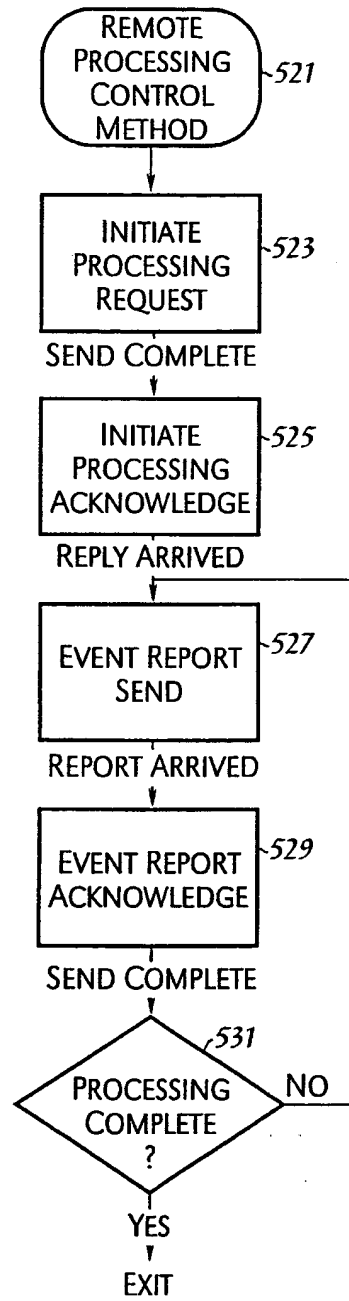 REMOTE
PROCESSING
CONTROL
METHOD
521
INITIATE
PROCESSING
REQUEST
523
SEND COMPLETE
INITIATE
PROCESSING
ACKNOWLEDGE
525
REPLY ARRIVED
EVENT REPORT
SEND
527
REPORT ARRIVED
EVENT REPORT
ACKNOWLEDGE
529
SEND COMPLETE
531
PROCESSING
COMPLETE
?
NO
YES
EXIT